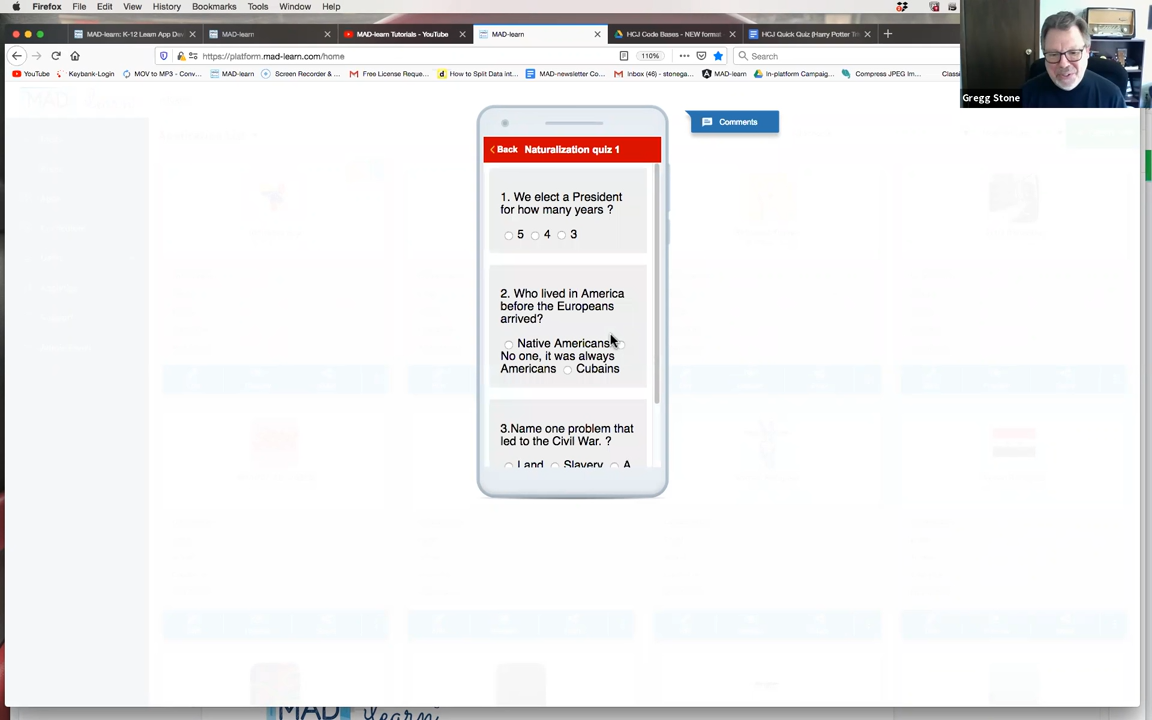 Firefox File Edit View History Bookmarks Tools Window Help
MAD-learn: K-12 Learn App Dev
MAD-learn
MAD-learn Tutorials - YouTube
MAD-learn
HCJ Code Bases - NEW format
HCJ Quick Quiz (Harry Potter Tr
https://platform.mad-learn.com/home
110%
Search
YouTube
Keybank-Login
MOV to MP3 - Conv...
MAD-learn
Screen Recorder & ...
Free License Reque...
How to Split Data Int...
MAD-newsletter Co...
Inbox (46) - stonega...
MAD-learn
In-platform Campaig...
Compress JPEG Im...
Classi
Gregg Stone
Comments
Back Naturalization quiz 1
1. We elect a President
for how many years ?
5 4 3
2. Who lived in America
before the Europeans
arrived?
Native Americans
No one, it was always
Americans Cubains
3.Name one problem that
led to the Civil War. ?
Land Slavery A
MAD learn